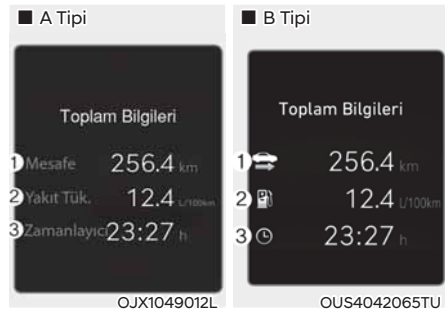 ■ A Tipi
Toplam Bilgileri
1 Mesafe 256.4 km
2 Yakıt Tük. 12.4 L/100km
3 Zamanlayıcı 23:27 h
OJX1049012L
■ B Tipi
Toplam Bilgileri
1 256.4 km
2 12.4 L/100km
3 23:27 h
OUS4042065TU